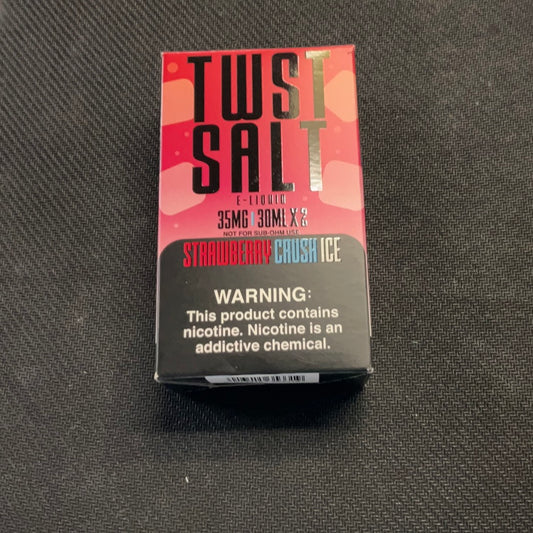 TWST
SALT
E-LIQUID
35MG | 30ML X 2
NOT FOR SUB-OHM USE
STRAWBERRY CRUSH ICE
WARNING:
This product contains
nicotine. Nicotine is an
addictive chemical.